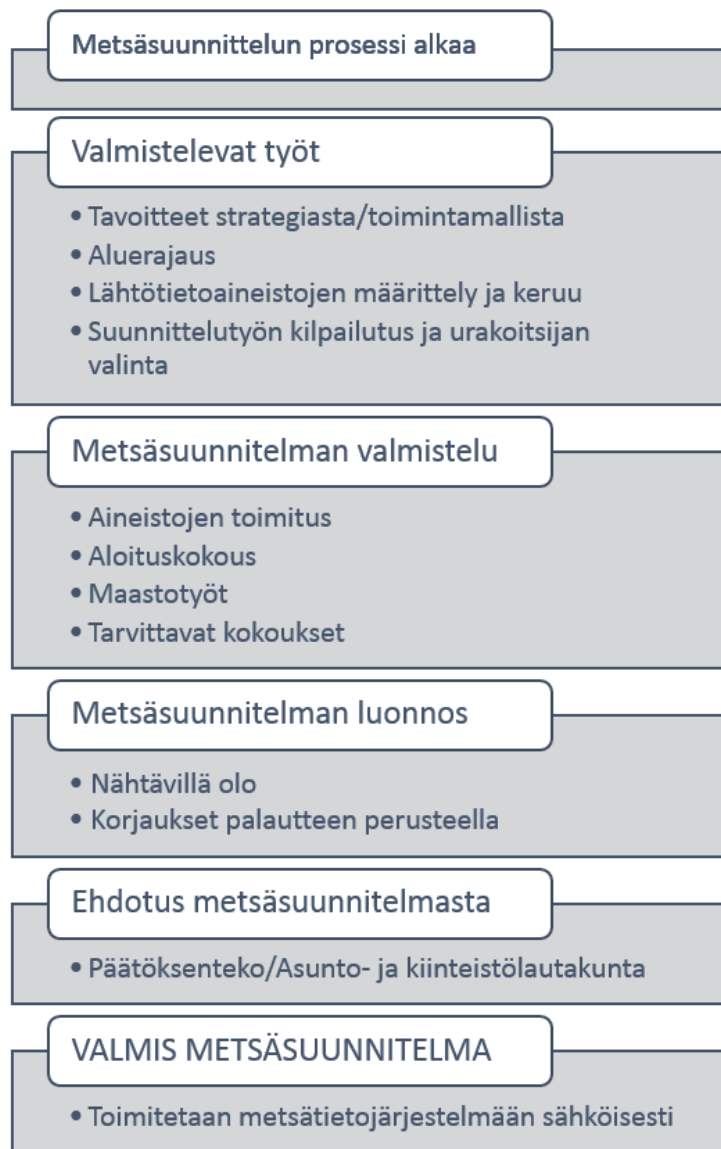 Metsäsuunnittelun prosessi alkaa
Valmistelevat työt
• Tavoitteet strategiasta/toimintamallista
• Aluerajaus
• Lähtötietoaineistojen määrittely ja keruu
• Suunnittelutyön kilpailutus ja urakoitsijan
valinta
Metsäsuunnitelman valmistelu
• Aineistojen toimitus
• Aloituskokous
• Maastotyöt
• Tarvittavat kokoukset
Metsäsuunnitelman luonnos
• Nähtävillä olo
• Korjaukset palautteen perusteella
Ehdotus metsäsuunnitelmasta
• Päätöksenteko/Asunto- ja kiinteistölautakunta
VALMIS METSÄSUUNNITELMA
• Toimitetaan metsätietojärjestelmään sähköisesti